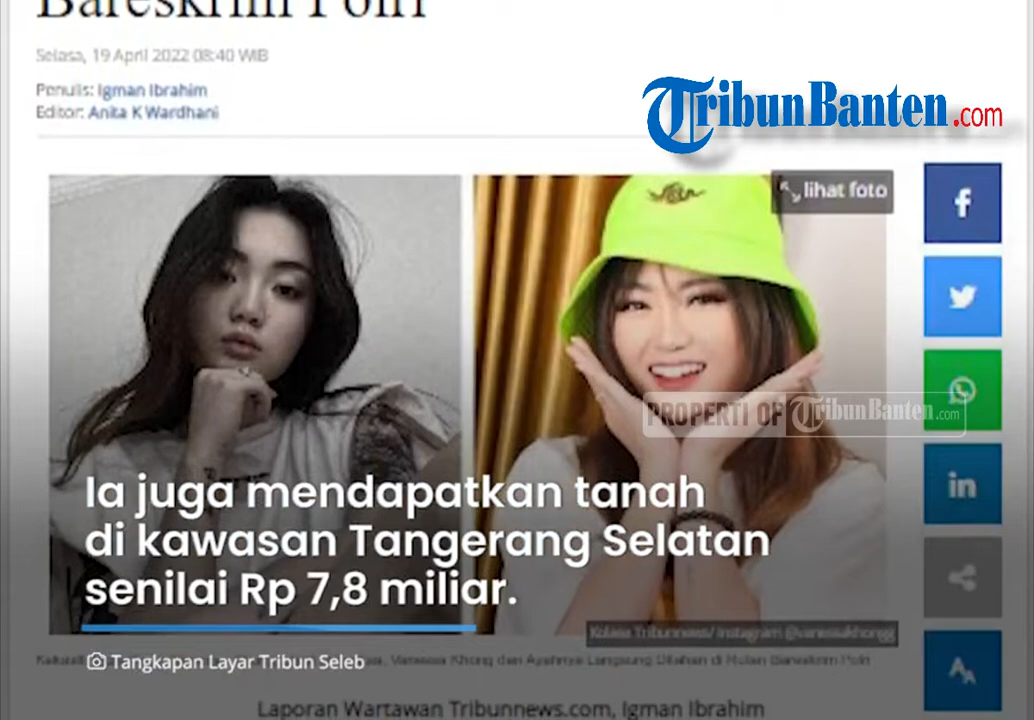 Bareskrim Polri
Selasa, 19 April 2022 08:40 WIB
Penulis: Igman Ibrahim
Editor: Anita K Wardhani
TribunBanten.com
lihat foto
PROPERTI OF TribunBanten.com
Ia juga mendapatkan tanah
di kawasan Tangerang Selatan
senilai Rp 7,8 miliar.
Kolase Tribunnews/ Instagram @vanessakhongg
Vanessa Khong dan Ayahnya Langsung Ditahan di Rutan Bareskrim Polri
Tangkapan Layar Tribun Seleb
Laporan Wartawan Tribunnews.com, Igman Ibrahim